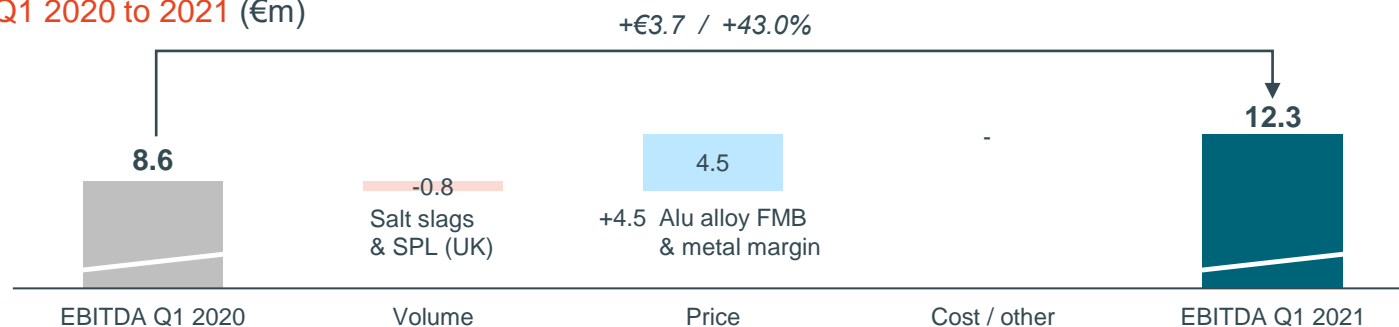 Q1 2020 to 2021 (€m)
+€3.7 / +43.0%
12.3
8.6
-
4.5
-0.8
Salt slags
& SPL (UK)
+4.5 Alu alloy FMB
& metal margin
EBITDA Q1 2020 Volume Price Cost / other EBITDA Q1 2021